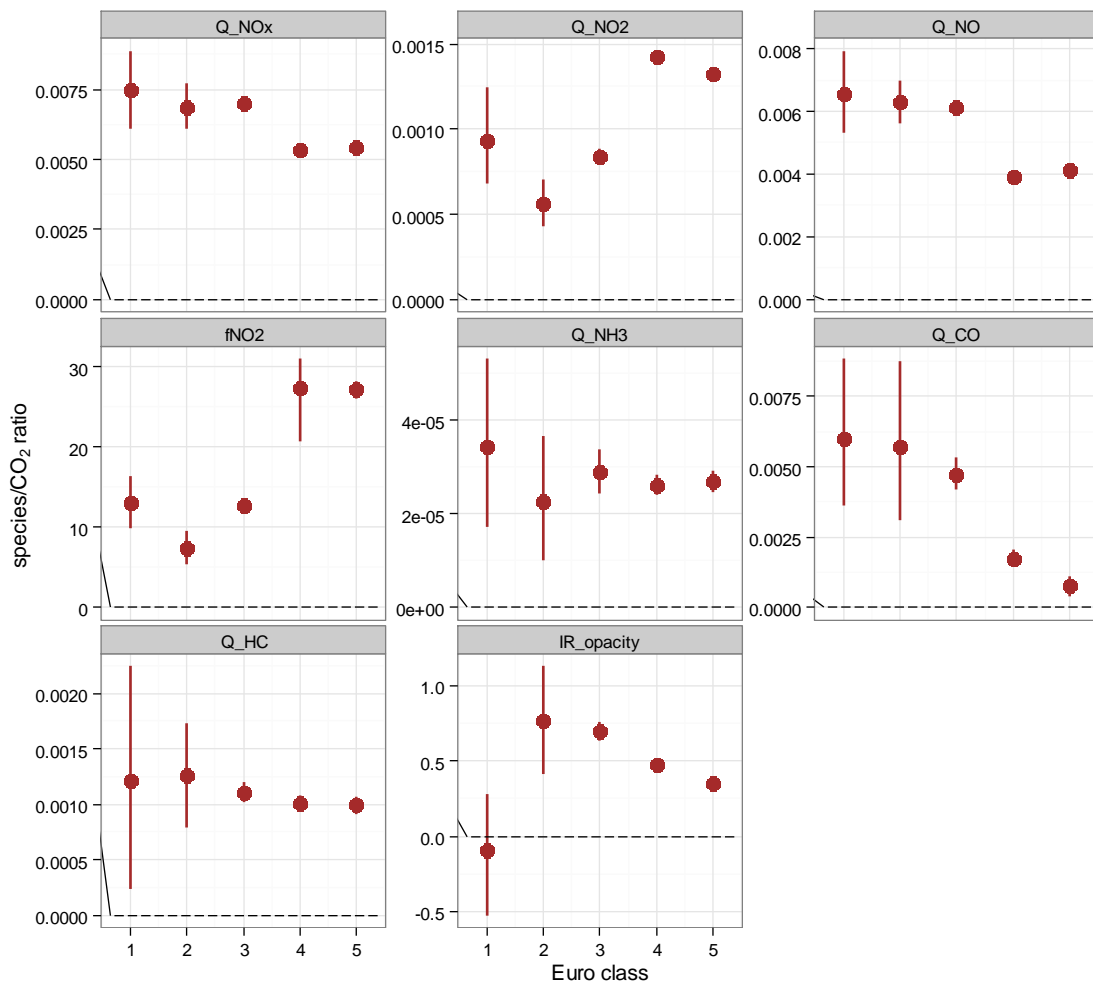 Q_NOx
Q_NO2
Q_NO
0.0075
0.0050
0.0025
0.0000
0.0015
0.0010
0.0005
0.0000
0.008
0.006
0.004
0.002
0.000
fNO2
Q_NH3
Q_CO
30
20
10
0
4e-05
2e-05
0e+00
0.0075
0.0050
0.0025
0.0000
Q_HC
IR_opacity
0.0020
0.0015
0.0010
0.0005
0.0000
1.0
0.5
0.0
-0.5
1 2 3 4 5
1 2 3 4 5
species/CO₂ ratio
Euro class